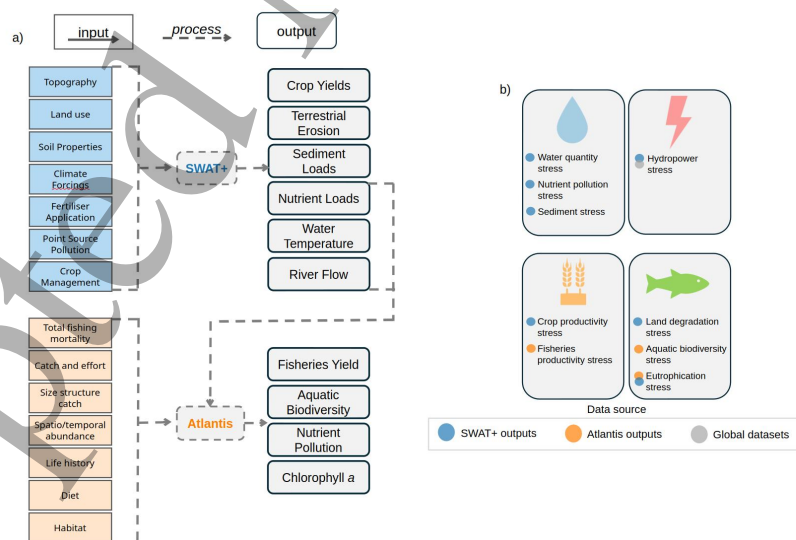 a)
input
process
output
Topography
Land use
Soil Properties
Climate
Forcings
Fertiliser
Application
Point Source
Pollution
Crop
Management
SWAT+
Crop Yields
Terrestrial
Erosion
Sediment
Loads
Nutrient Loads
Water
Temperature
River Flow
Total fishing
mortality
Catch and effort
Size structure
catch
Spatio/temporal
abundance
Life history
Diet
Habitat
Atlantis
Fisheries Yield
Aquatic
Biodiversity
Nutrient
Pollution
Chlorophyll a
b)
Water quantity
stress
Nutrient pollution
stress
Sediment stress
Hydropower
stress
Crop productivity
stress
Fisheries
productivity stress
Land degradation
stress
Aquatic biodiversity
stress
Eutrophication
stress
Data source
SWAT+ outputs
Atlantis outputs
Global datasets